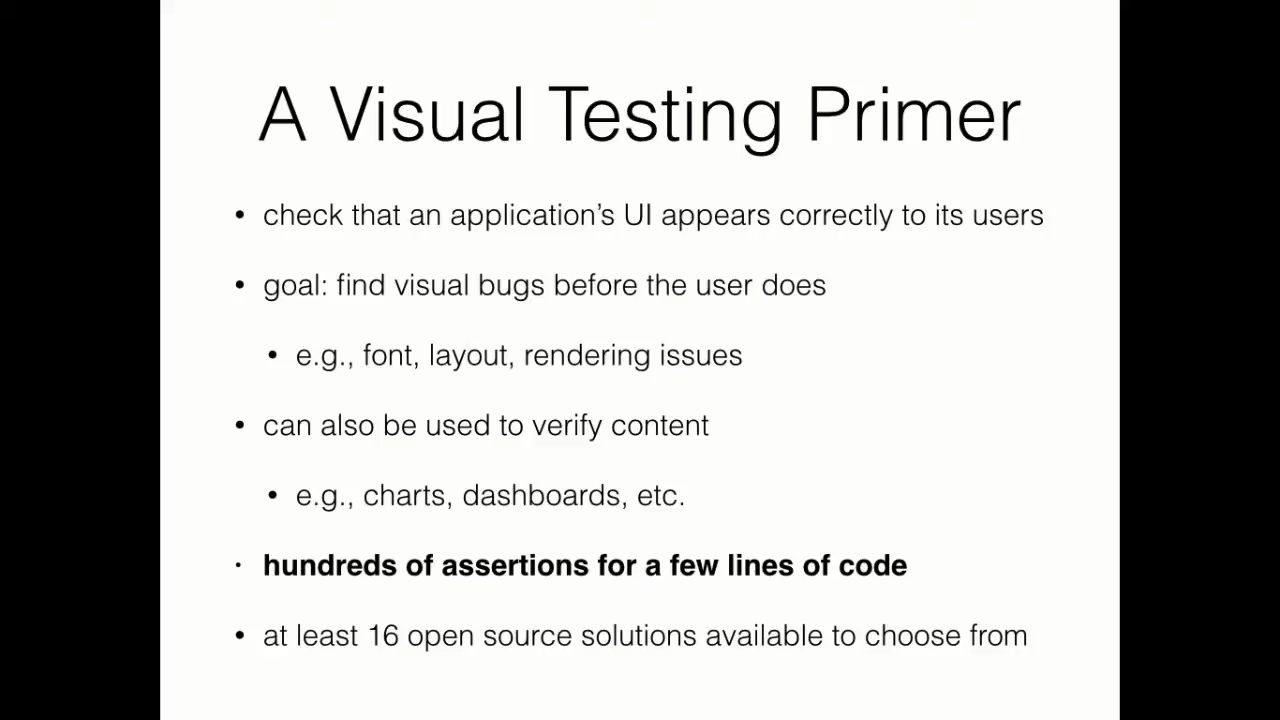 A Visual Testing Primer
• check that an application’s UI appears correctly to its users
• goal: find visual bugs before the user does
• e.g., font, layout, rendering issues
• can also be used to verify content
• e.g., charts, dashboards, etc.
• hundreds of assertions for a few lines of code
• at least 16 open source solutions available to choose from